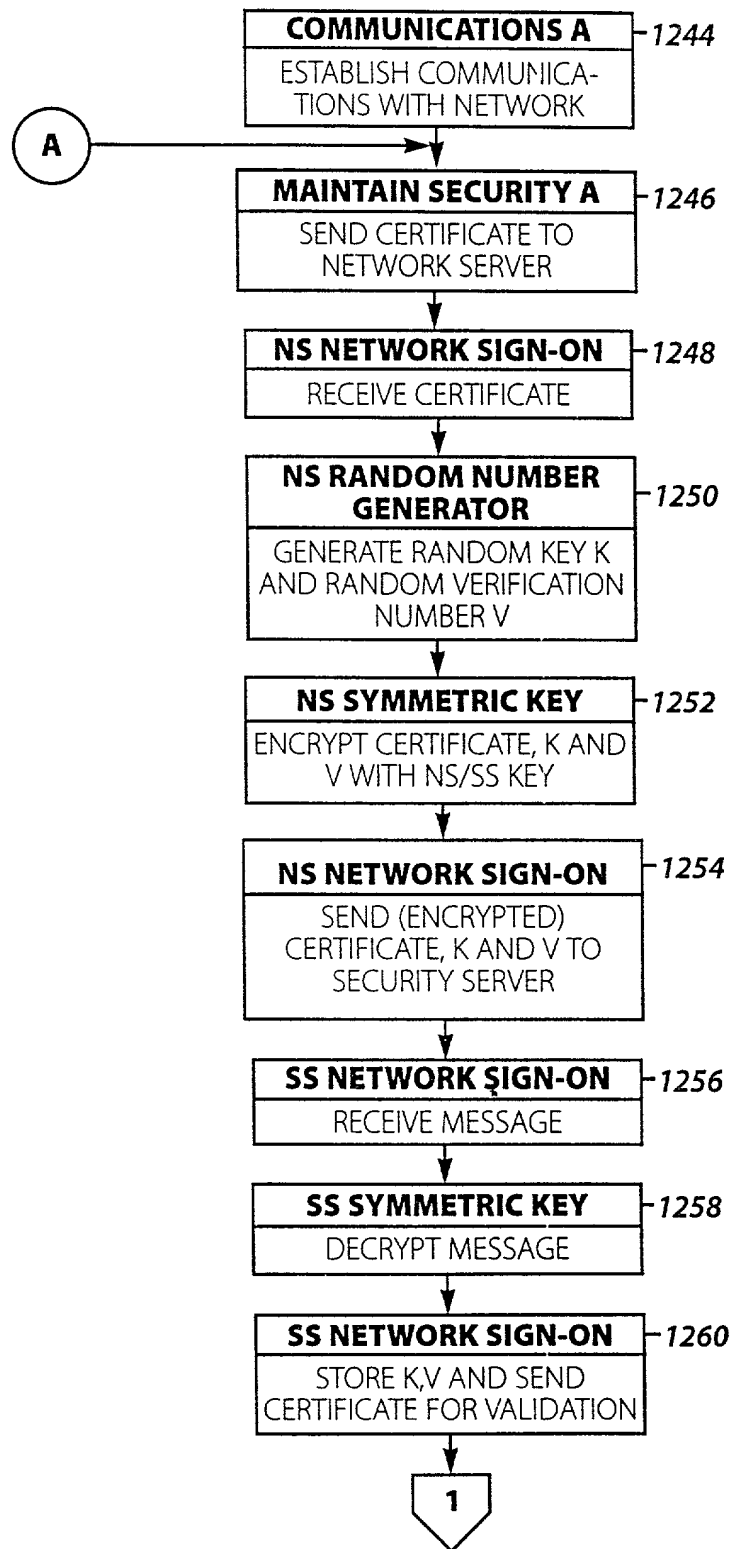 COMMUNICATIONS A
1244
ESTABLISH COMMUNICA-
TIONS WITH NETWORK
A
MAINTAIN SECURITY A
1246
SEND CERTIFICATE TO
NETWORK SERVER
NS NETWORK SIGN-ON
1248
RECEIVE CERTIFICATE
NS RANDOM NUMBER
GENERATOR
1250
GENERATE RANDOM KEY K
AND RANDOM VERIFICATION
NUMBER V
NS SYMMETRIC KEY
1252
ENCRYPT CERTIFICATE, K AND
V WITH NS/SS KEY
NS NETWORK SIGN-ON
1254
SEND (ENCRYPTED)
CERTIFICATE, K AND V TO
SECURITY SERVER
SS NETWORK SIGN-ON
1256
RECEIVE MESSAGE
SS SYMMETRIC KEY
1258
DECRYPT MESSAGE
SS NETWORK SIGN-ON
1260
STORE K,V AND SEND
CERTIFICATE FOR VALIDATION
1